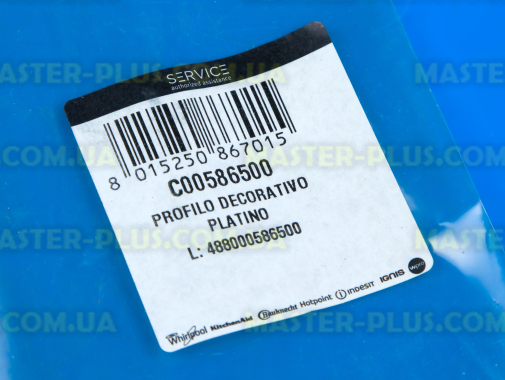 SERVICE
authorized assistance
8 015250 867015
C00586500
PROFILO DECORATIVO
PLATINO
L: 488000586500
Whirlpool KitchenAid Bauknecht Hotpoint indesit IGNIS wpro
MASTER-PLUS.COM.UA